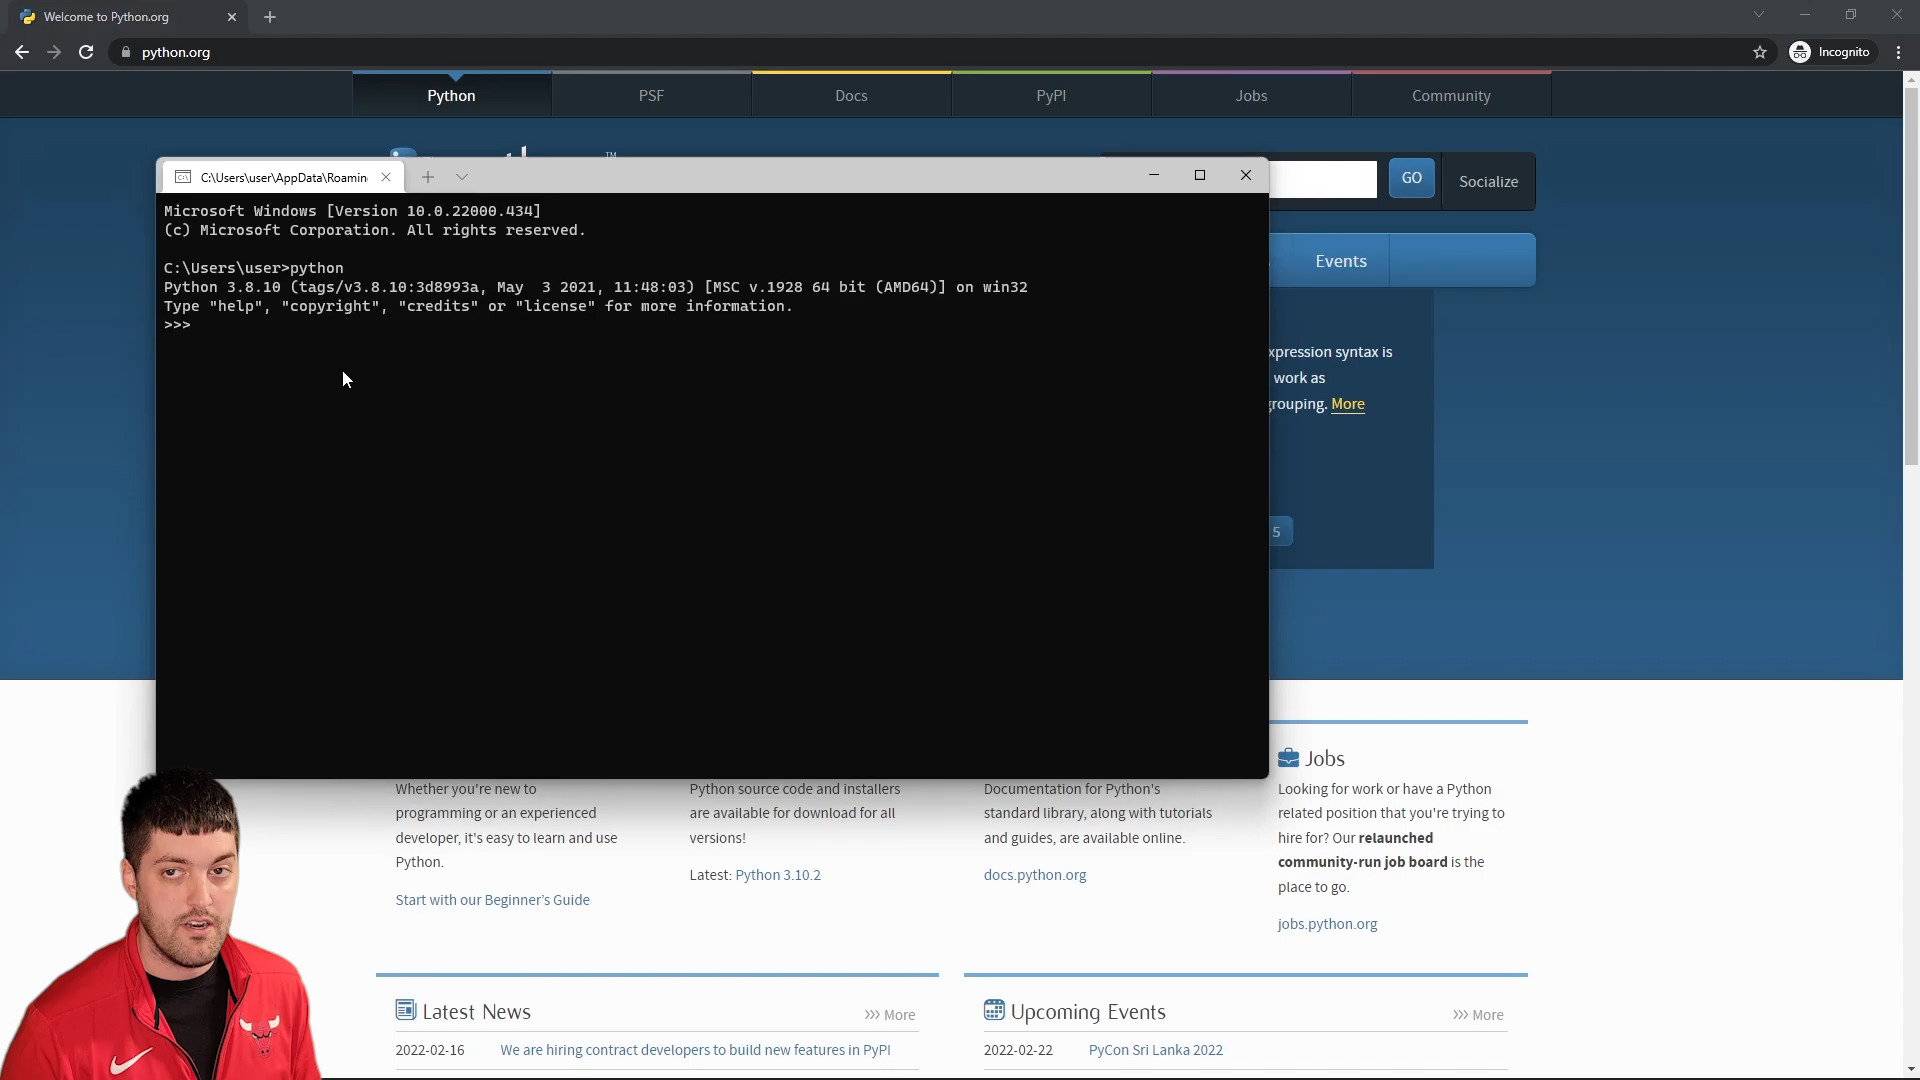 Welcome to Python.org
python.org
Incognito
Python
PSF
Docs
PyPI
Jobs
Community
TM
GO
Socialize
C:\Users\user\AppData\Roamin
Microsoft Windows [Version 10.0.22000.434]
(c) Microsoft Corporation. All rights reserved.
C:\Users\user>python
Python 3.8.10 (tags/v3.8.10:3d8993a, May  3 2021, 11:48:03) [MSC v.1928 64 bit (AMD64)] on win32
Type "help", "copyright", "credits" or "license" for more information.
>>>
Events
xpression syntax is
work as
grouping. More
5
Whether you're new to
programming or an experienced
developer, it's easy to learn and use
Python.
Start with our Beginner's Guide
Python source code and installers
are available for download for all
versions!
Latest: Python 3.10.2
Documentation for Python's
standard library, along with tutorials
and guides, are available online.
docs.python.org
Jobs
Looking for work or have a Python
related position that you're trying to
hire for? Our relaunched
community-run job board is the
place to go.
jobs.python.org
Latest News
>>> More
2022-02-16 We are hiring contract developers to build new features in PyPI
Upcoming Events
>>> More
2022-02-22 PyCon Sri Lanka 2022